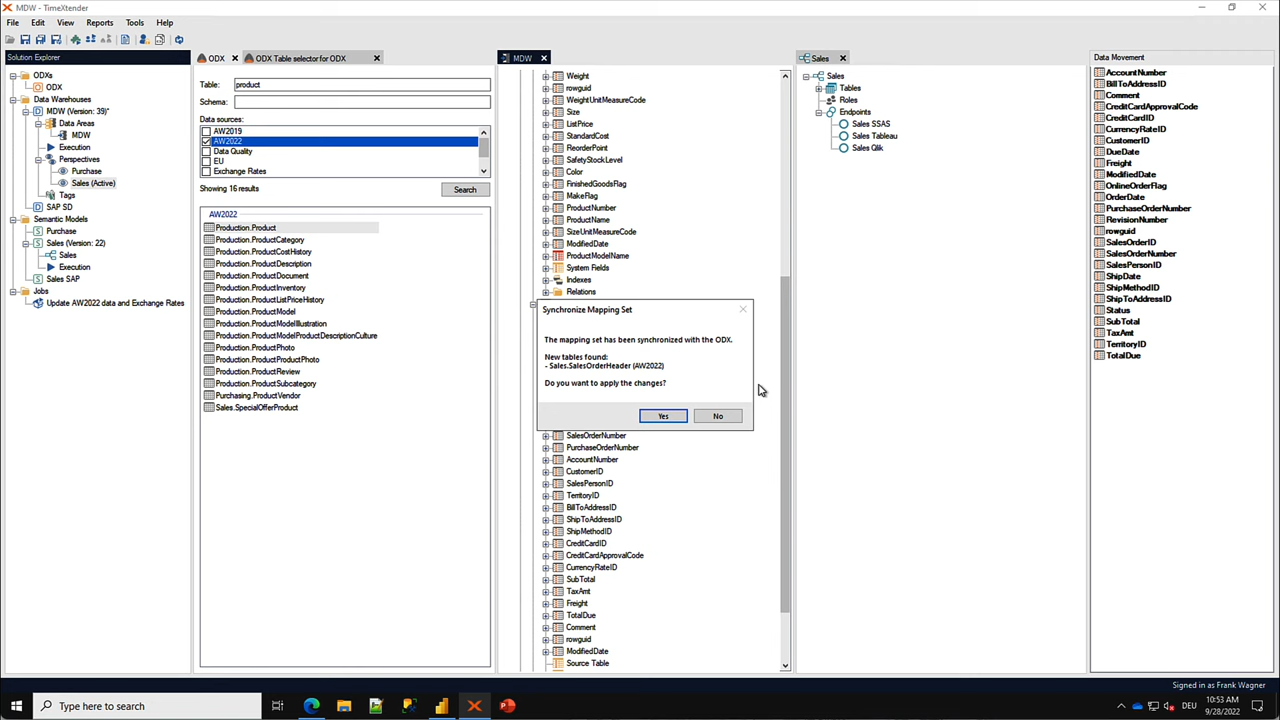 MDW - TimeXtender
File Edit View Reports Tools Help
Solution Explorer
ODXs
ODX
Data Warehouses
MDW (Version: 39)*
Data Areas
MDW
Execution
Perspectives
Purchase
Sales (Active)
Tags
SAP SD
Semantic Models
Purchase
Sales (Version: 22)
Sales
Execution
Sales SAP
Jobs
Update AW2022 data and Exchange Rates
ODX
ODX Table selector for ODX
Table: product
Schema:
Data sources:
AW2019
AW2022
Data Quality
EU
Exchange Rates
Showing 16 results
Search
AW2022
Production.Product
Production.ProductCategory
Production.ProductCostHistory
Production.ProductDescription
Production.ProductDocument
Production.ProductInventory
Production.ProductListPriceHistory
Production.ProductModel
Production.ProductModelIllustration
Production.ProductModelProductDescriptionCulture
Production.ProductPhoto
Production.ProductProductPhoto
Production.ProductReview
Production.ProductSubcategory
Purchasing.ProductVendor
Sales.SpecialOfferProduct
MDW
Weight
rowguid
WeightUnitMeasureCode
Size
ListPrice
StandardCost
ReorderPoint
SafetyStockLevel
Color
FinishedGoodsFlag
MakeFlag
ProductNumber
ProductName
SizeUnitMeasureCode
ModifiedDate
ProductModelName
System Fields
Indexes
Relations
Synchronize Mapping Set
The mapping set has been synchronized with the ODX.
New tables found:
- Sales.SalesOrderHeader (AW2022)
Do you want to apply the changes?
Yes No
SalesOrderNumber
PurchaseOrderNumber
AccountNumber
CustomerID
SalesPersonID
TerritoryID
BillToAddressID
ShipToAddressID
ShipMethodID
CreditCardID
CreditCardApprovalCode
CurrencyRateID
SubTotal
TaxAmt
Freight
TotalDue
Comment
rowguid
ModifiedDate
Source Table
Sales
Sales
Tables
Roles
Endpoints
Sales SSAS
Sales Tableau
Sales Qlik
Data Movement
AccountNumber
BillToAddressID
Comment
CreditCardApprovalCode
CreditCardID
CurrencyRateID
CustomerID
DueDate
Freight
ModifiedDate
OnlineOrderFlag
OrderDate
PurchaseOrderNumber
RevisionNumber
rowguid
SalesOrderID
SalesOrderNumber
SalesPersonID
ShipDate
ShipMethodID
ShipToAddressID
Status
SubTotal
TaxAmt
TerritoryID
TotalDue
Signed in as Frank Wagner
Type here to search
DEU
10:53 AM
9/28/2022